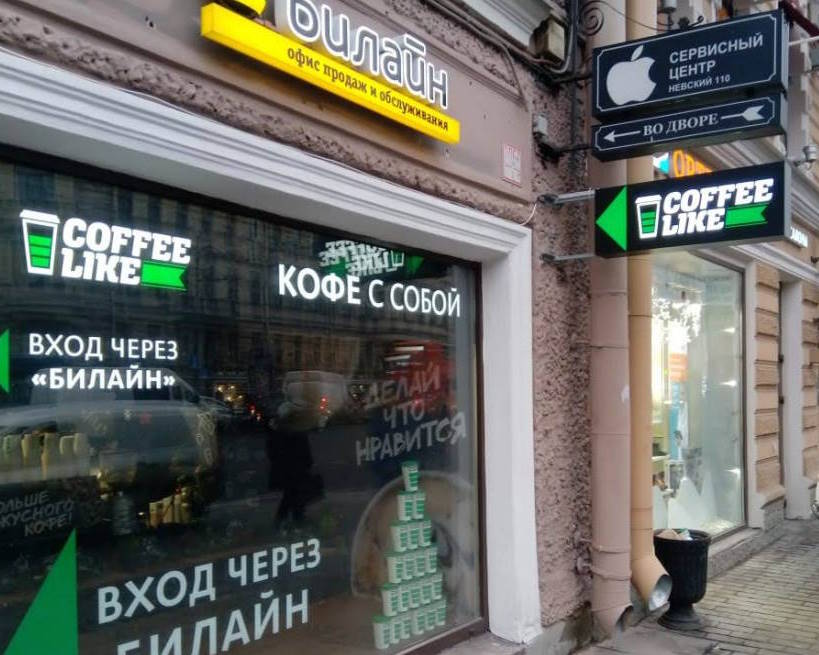 билайн
офис продаж и обслуживания
СЕРВИСНЫЙ
ЦЕНТР
НЕВСКИЙ 110
ВО ДВОРЕ
COFFEE
LIKE
COFFEE
LIKE
КОФЕ С СОБОЙ
ВХОД ЧЕРЕЗ
«БИЛАЙН»
ДЕЛАЙ
ЧТО
НРАВИТСЯ
КОФЕ!
ВХОД ЧЕРЕЗ
БИЛАЙН